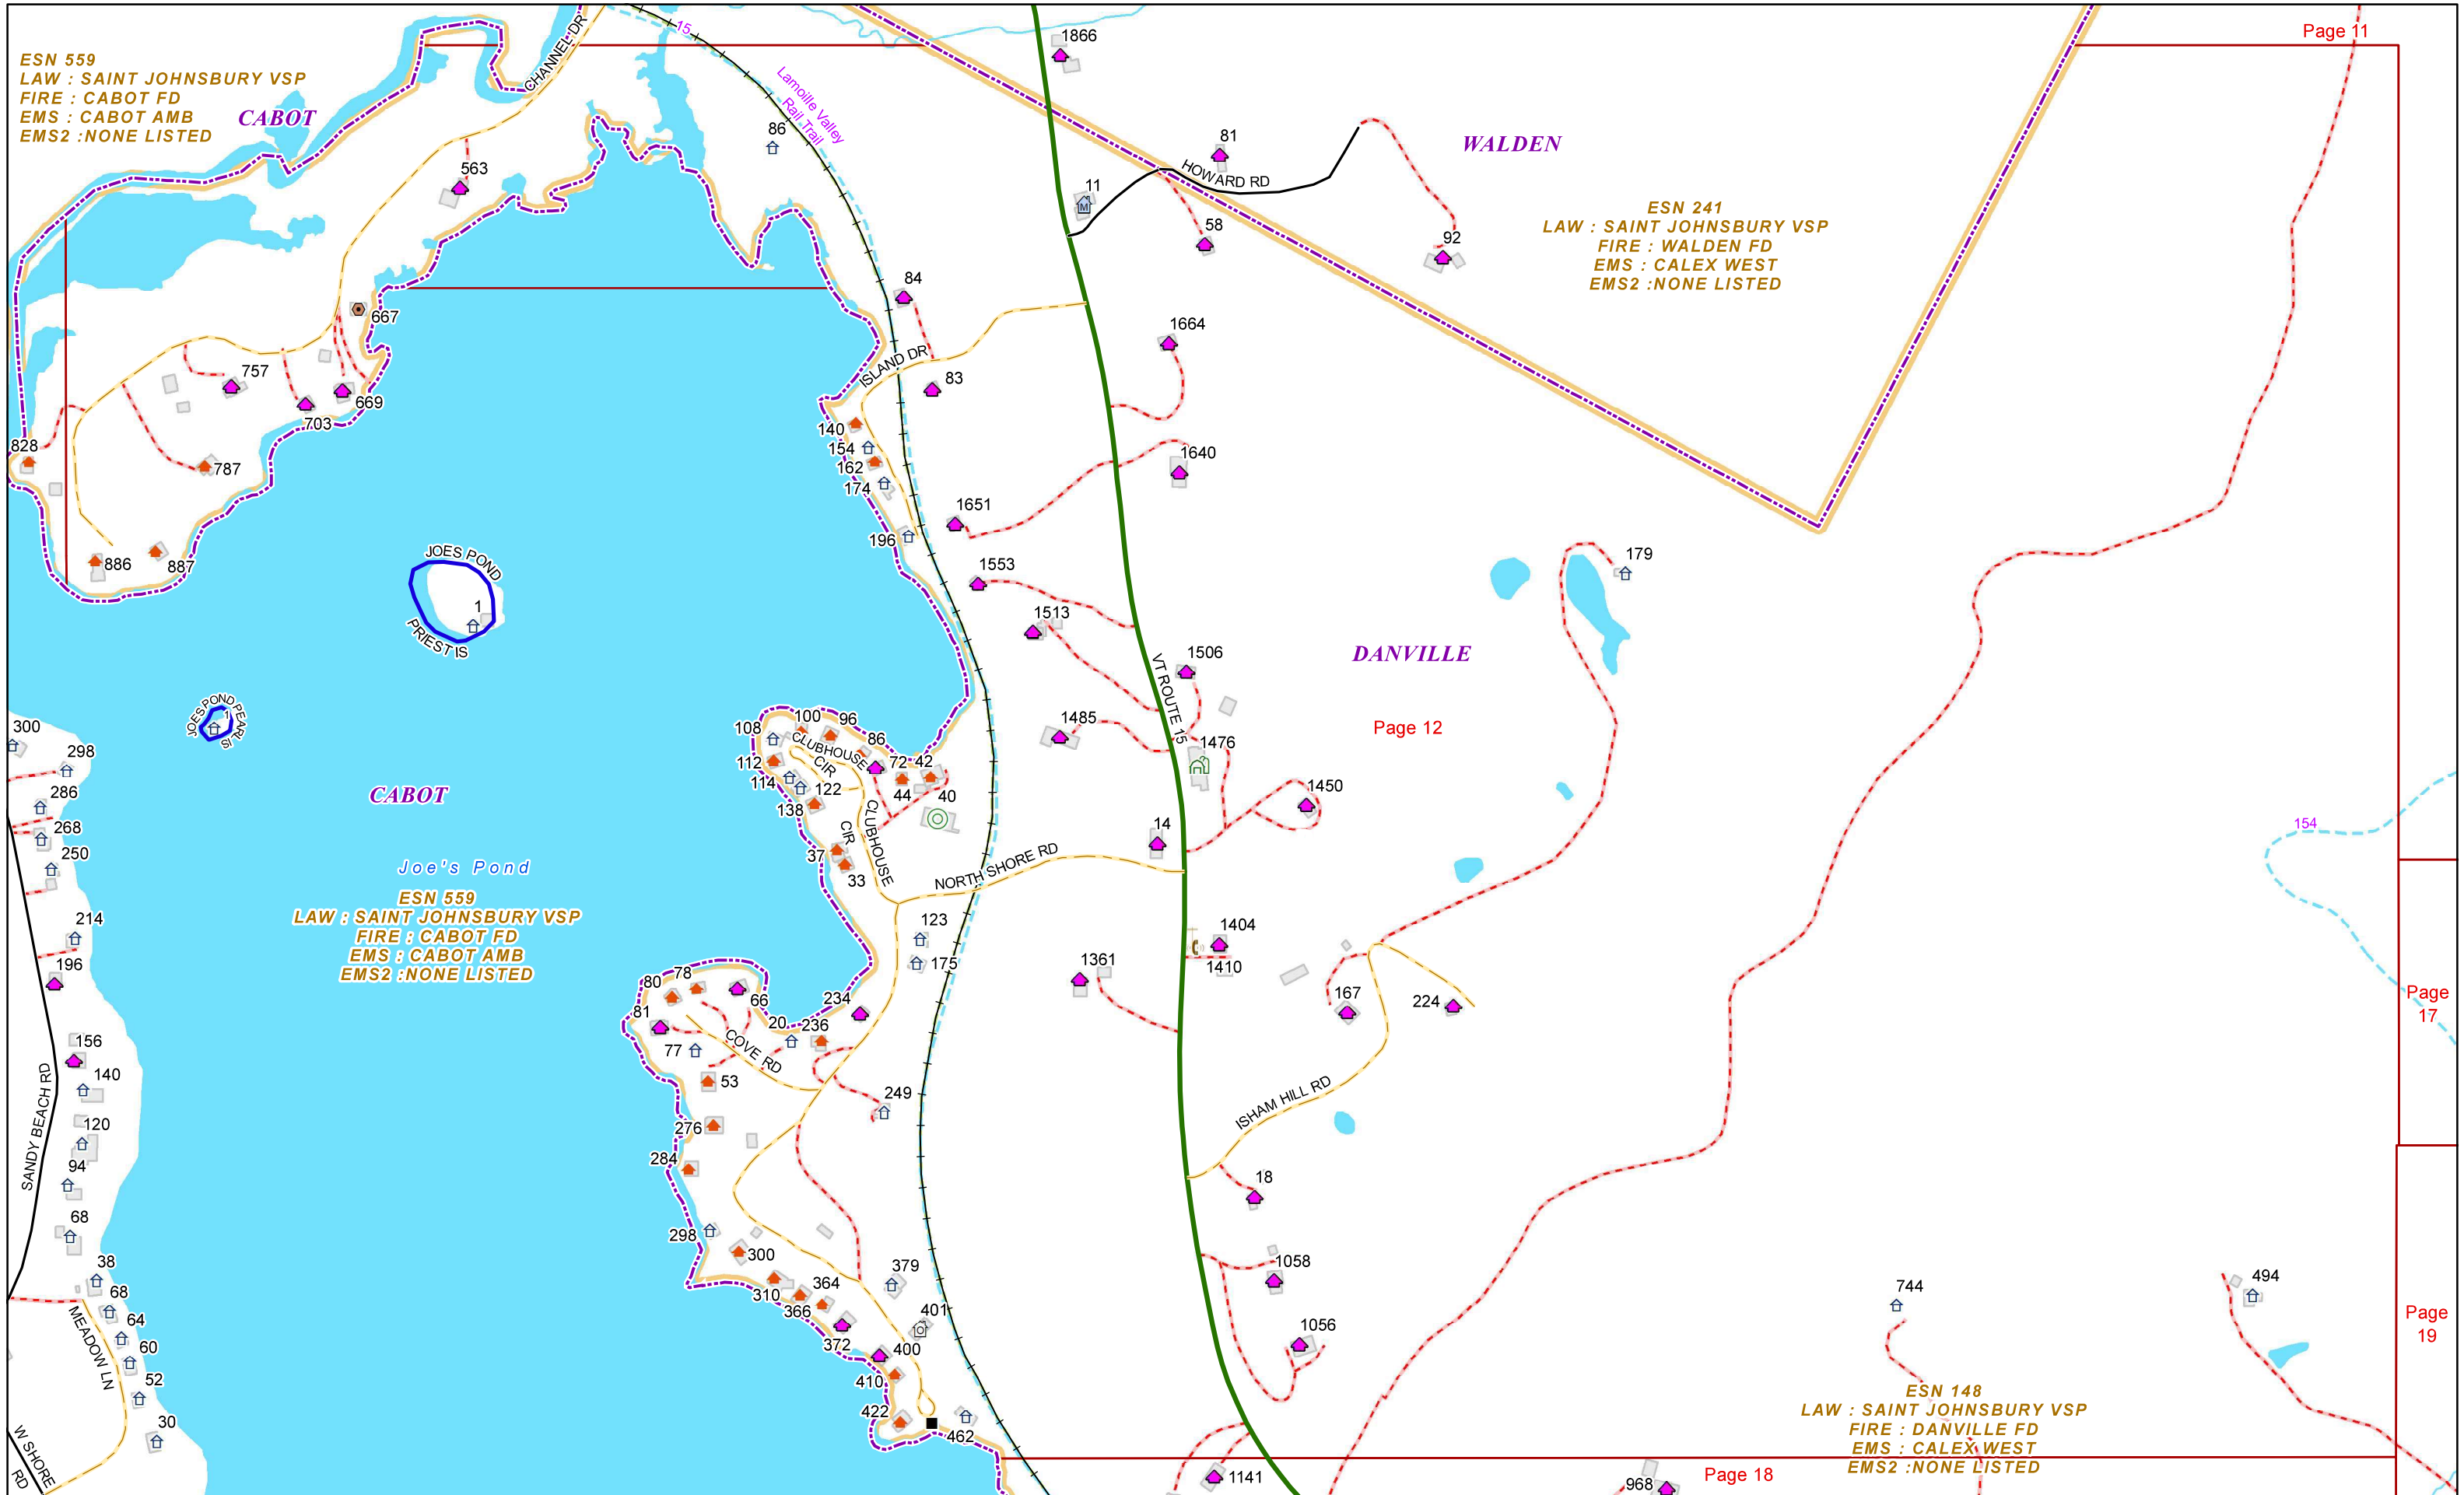 ESN 559
LAW : SAINT JOHNSBURY VSP
FIRE : CABOT FD
EMS : CABOT AMB
EMS2 :NONE LISTED
CABOT
CHANNEL DR
15
Lamoille Valley
Rail Trail
Page 11
1866
86
81
WALDEN
HOWARD RD
563
11
58
92
ESN 241
LAW : SAINT JOHNSBURY VSP
FIRE : WALDEN FD
EMS : CALEX WEST
EMS2 :NONE LISTED
84
667
1664
ISLAND DR
757
83
669
703
140
828
154
787
162
1640
174
1651
196
JOES POND
179
886
887
1553
1
PRIEST IS
1513
VT ROUTE 15
1506
DANVILLE
JOES POND PEARL IS
1
Page 12
300
298
108
100
96
86
CLUBHOUSE
CIR
1485
1476
112
72
42
114
122
44
40
1450
CABOT
286
138
CLUBHOUSE
CIR
268
14
154
250
37
33
NORTH SHORE RD
Joe's Pond
ESN 559
LAW : SAINT JOHNSBURY VSP
FIRE : CABOT FD
EMS : CABOT AMB
EMS2 :NONE LISTED
214
123
1404
196
175
1361
1410
80
78
66
234
167
224
Page
17
81
20
236
77
COVE RD
156
140
53
249
SANDY BEACH RD
ISHAM HILL RD
120
276
94
284
18
68
298
300
38
379
1058
744
494
68
310
364
366
401
64
MEADOW LN
372
1056
Page
19
60
400
52
410
ESN 148
LAW : SAINT JOHNSBURY VSP
FIRE : DANVILLE FD
EMS : CALEX WEST
EMS2 :NONE LISTED
30
422
462
W SHORE
RD
1141
Page 18
968